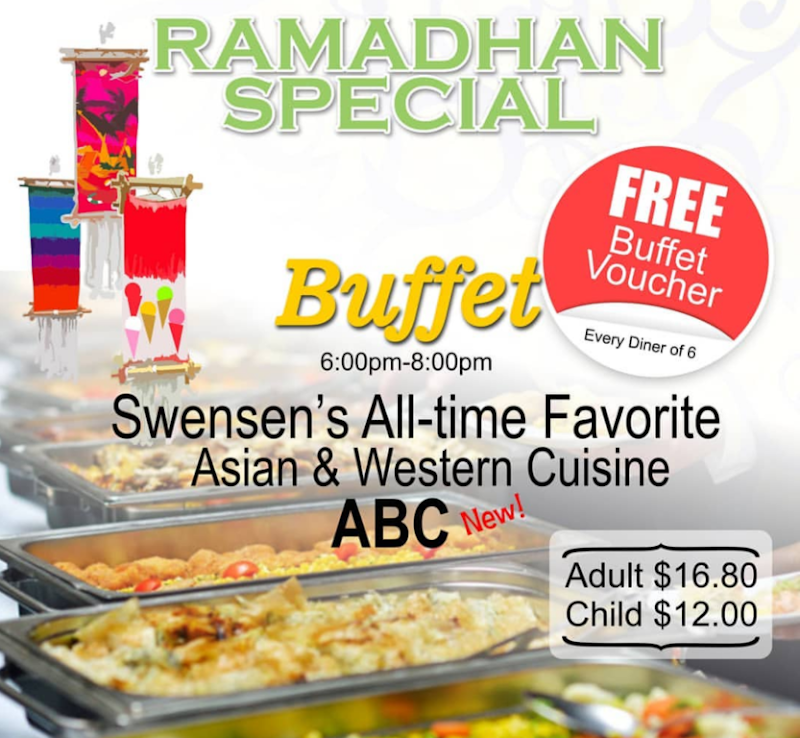 RAMADHAN
SPECIAL
FREE
Buffet
Voucher
Every Diner of 6
Buffet
6:00pm-8:00pm
Swensen's All-time Favorite
Asian & Western Cuisine
ABC New!
Adult $16.80
Child $12.00